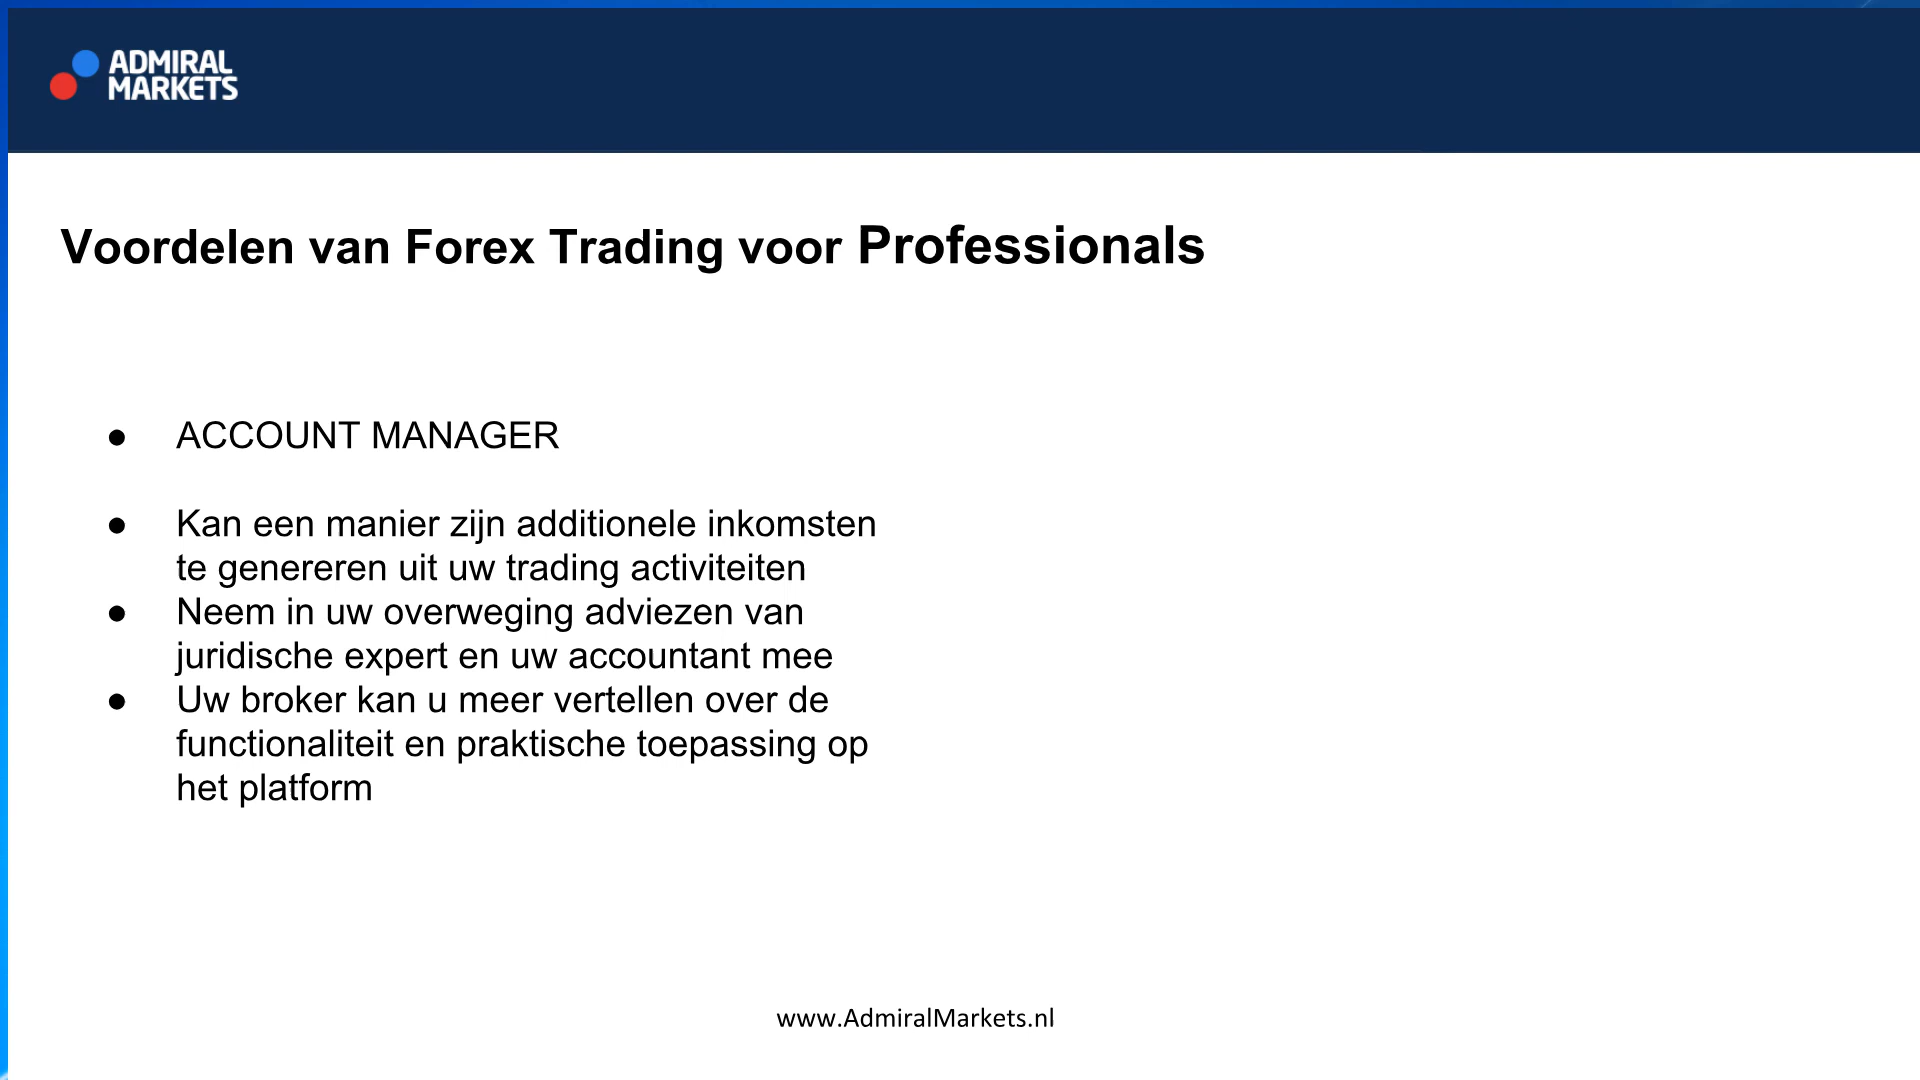 ADMIRAL
MARKETS
Voordelen van Forex Trading voor Professionals
● ACCOUNT MANAGER
● Kan een manier zijn additionele inkomsten
te genereren uit uw trading activiteiten
● Neem in uw overweging adviezen van
juridische expert en uw accountant mee
● Uw broker kan u meer vertellen over de
functionaliteit en praktische toepassing op
het platform
www.AdmiralMarkets.nl